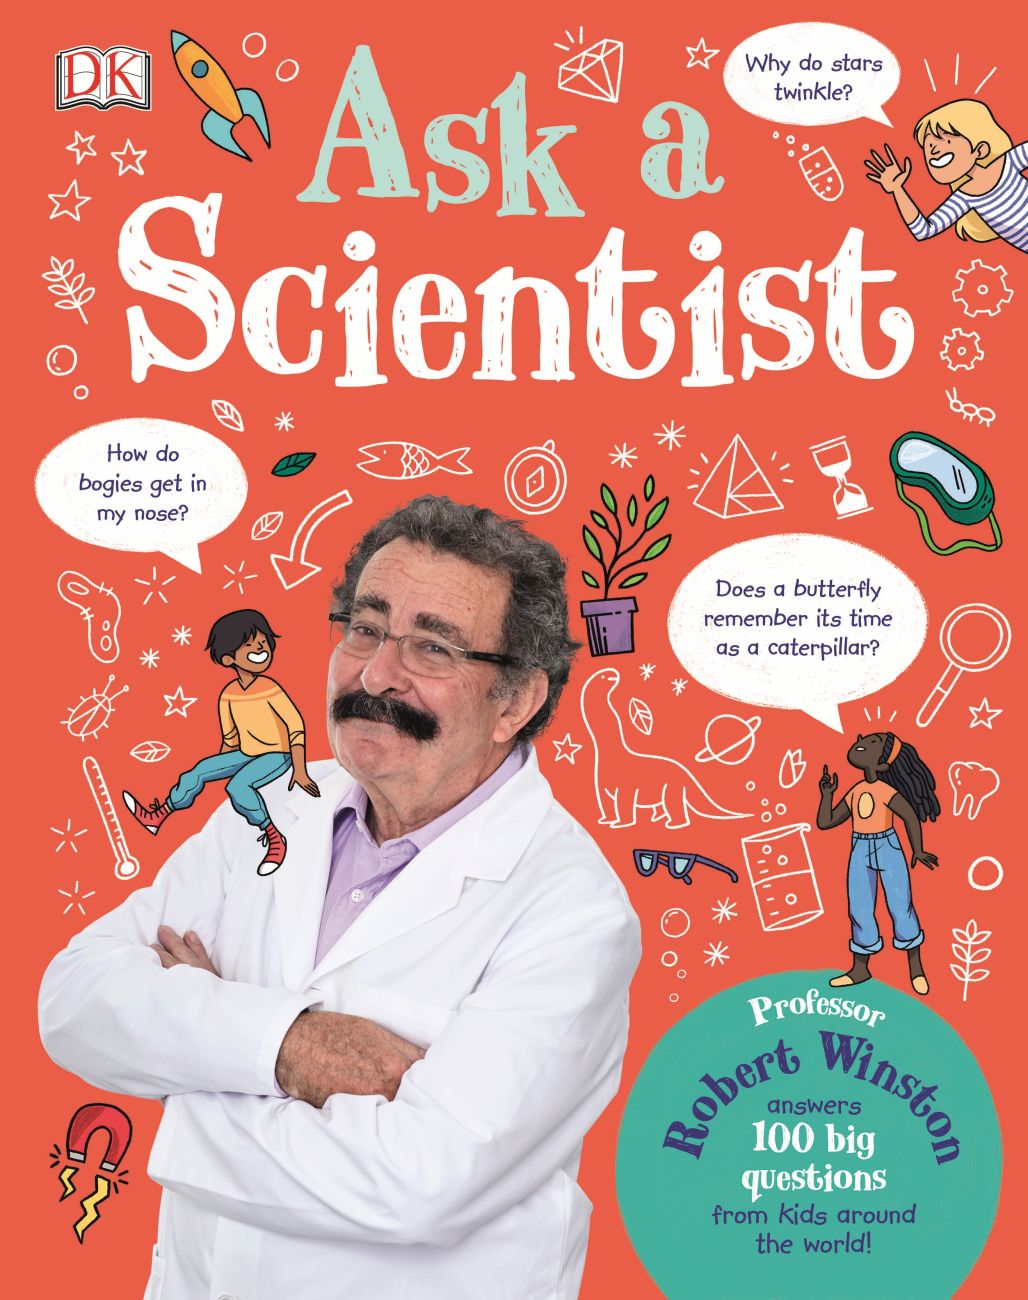 DK
Ask a
Scientist
Why do stars
twinkle?
How do
bogies get in
my nose?
Does a butterfly
remember its time
as a caterpillar?
Professor
Robert Winston
answers
100 big
questions
from kids around
the world!